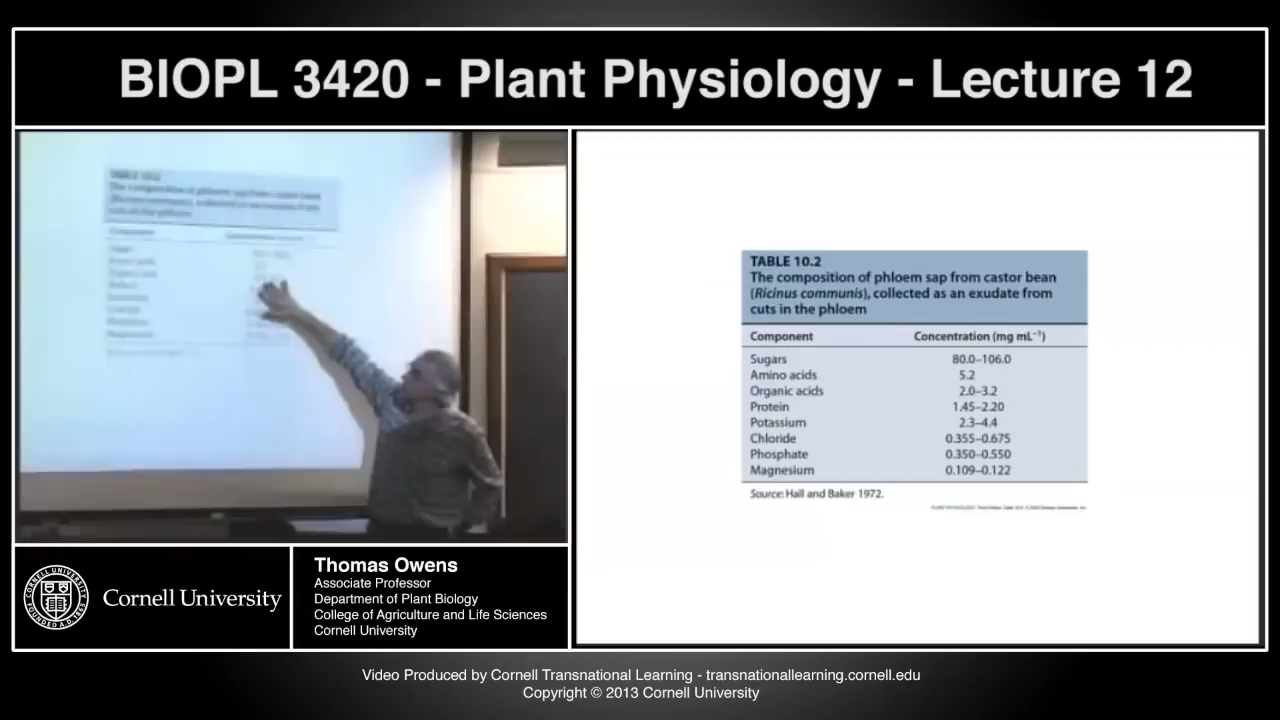 BIOPL 3420 - Plant Physiology - Lecture 12
TABLE 10.2
The composition of phloem sap from castor bean
(Ricinus communis), collected as an exudate from
cuts in the phloem
Component Concentration (mg mL⁻¹)
Sugars 80.0–106.0
Amino acids 5.2
Organic acids 2.0–3.2
Protein 1.45–2.20
Potassium 2.3–4.4
Chloride 0.355–0.675
Phosphate 0.350–0.550
Magnesium 0.109–0.122
Source: Hall and Baker 1972.
Cornell University
Thomas Owens
Associate Professor
Department of Plant Biology
College of Agriculture and Life Sciences
Cornell University
Video Produced by Cornell Transnational Learning - transnationallearning.cornell.edu
Copyright © 2013 Cornell University